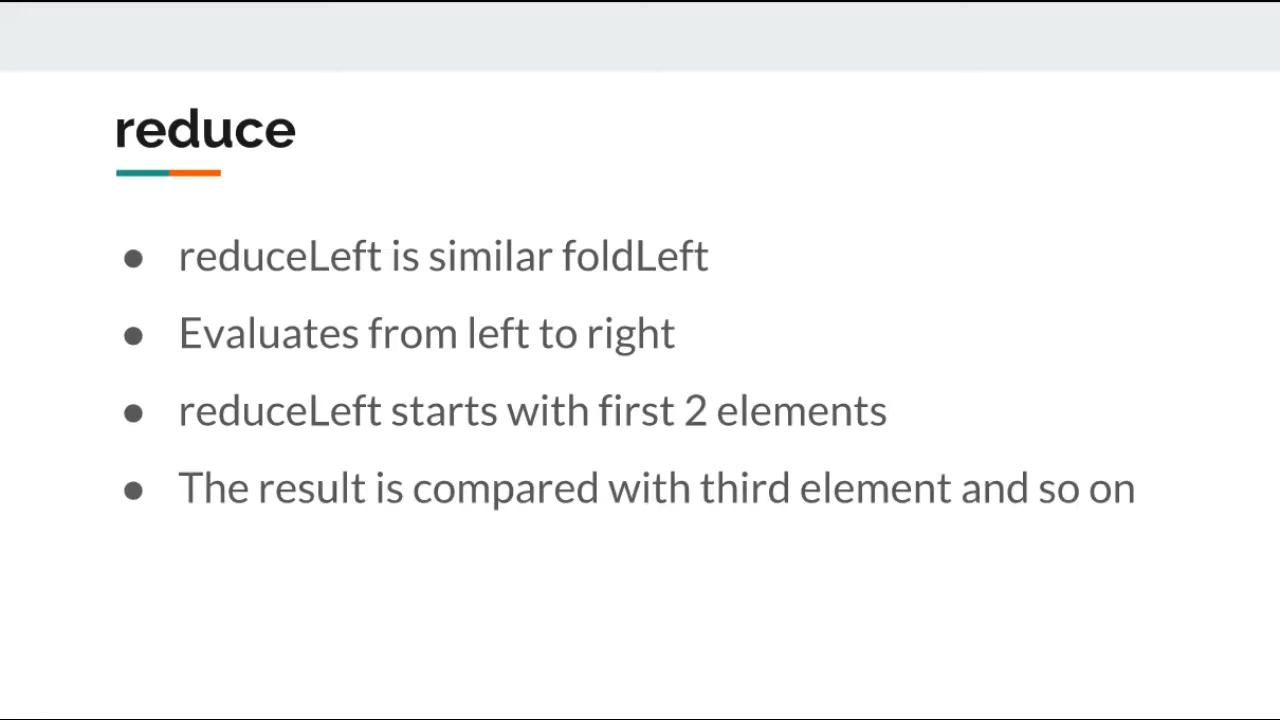 reduce
● reduceLeft is similar foldLeft
● Evaluates from left to right
● reduceLeft starts with first 2 elements
● The result is compared with third element and so on